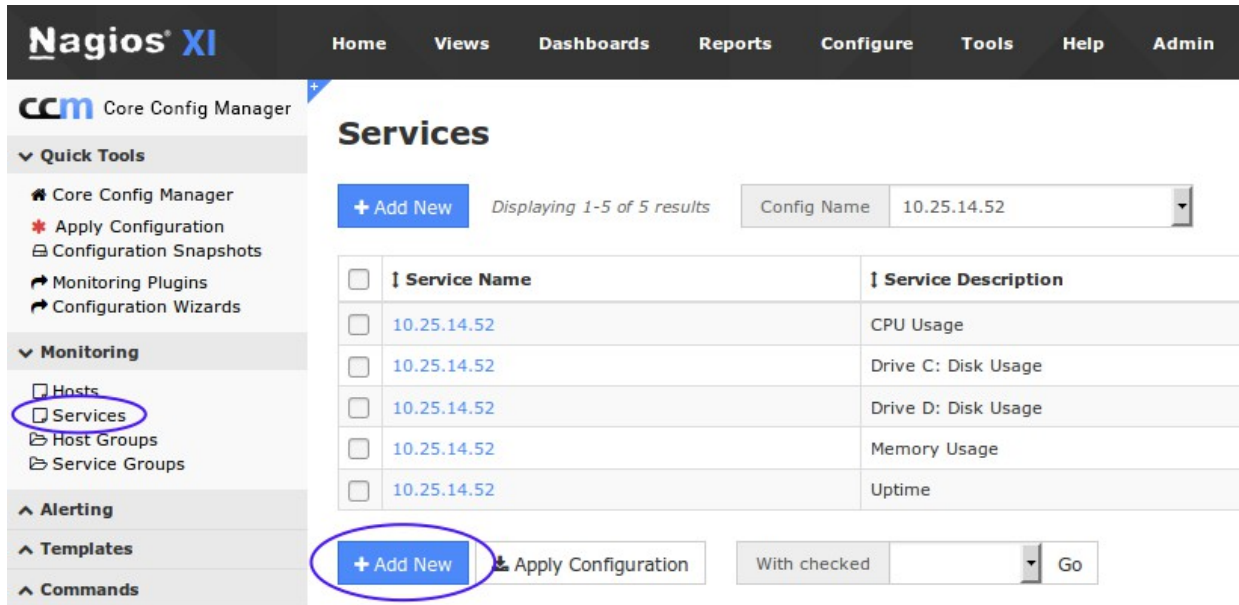 Nagios® XI
Home Views Dashboards Reports Configure Tools Help Admin
ccm Core Config Manager
Quick Tools
Core Config Manager
Apply Configuration
Configuration Snapshots
Monitoring Plugins
Configuration Wizards
Monitoring
Hosts
Services
Host Groups
Service Groups
Alerting
Templates
Commands
Services
+ Add New Displaying 1-5 of 5 results Config Name 10.25.14.52
Service Name Service Description
10.25.14.52 CPU Usage
10.25.14.52 Drive C: Disk Usage
10.25.14.52 Drive D: Disk Usage
10.25.14.52 Memory Usage
10.25.14.52 Uptime
+ Add New Apply Configuration With checked Go